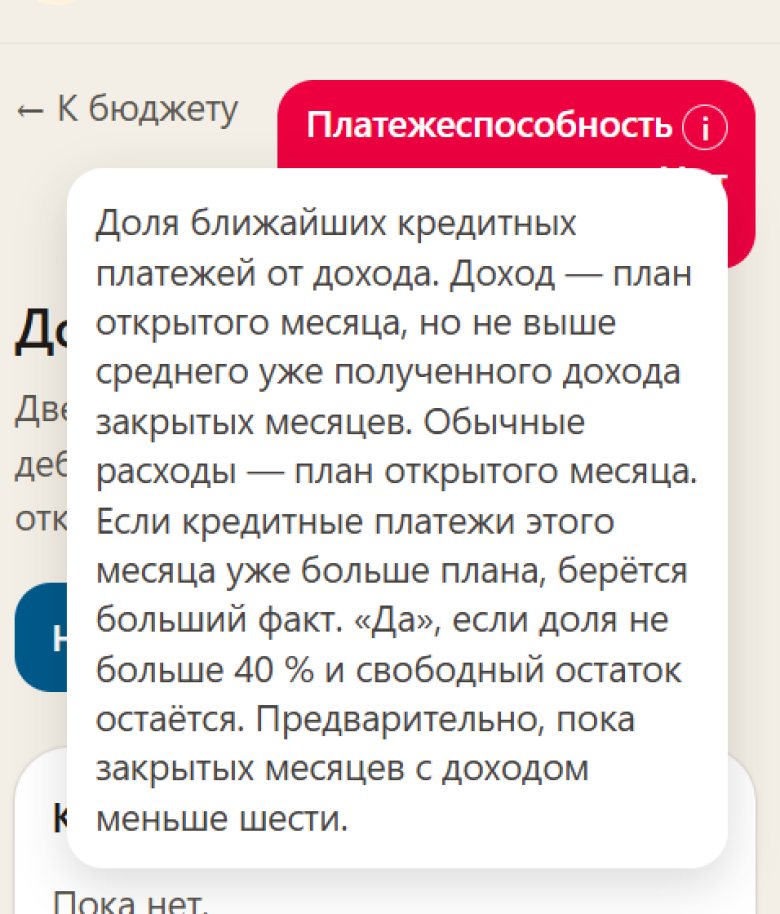 ← К бюджету
Платежеспособность i
Доля ближайших кредитных
платежей от дохода. Доход — план
открытого месяца, но не выше
среднего уже полученного дохода
закрытых месяцев. Обычные
расходы — план открытого месяца.
Если кредитные платежи этого
месяца уже больше плана, берётся
больший факт. «Да», если доля не
больше 40 % и свободный остаток
остаётся. Предварительно, пока
закрытых месяцев с доходом
меньше шести.
Пока нет.